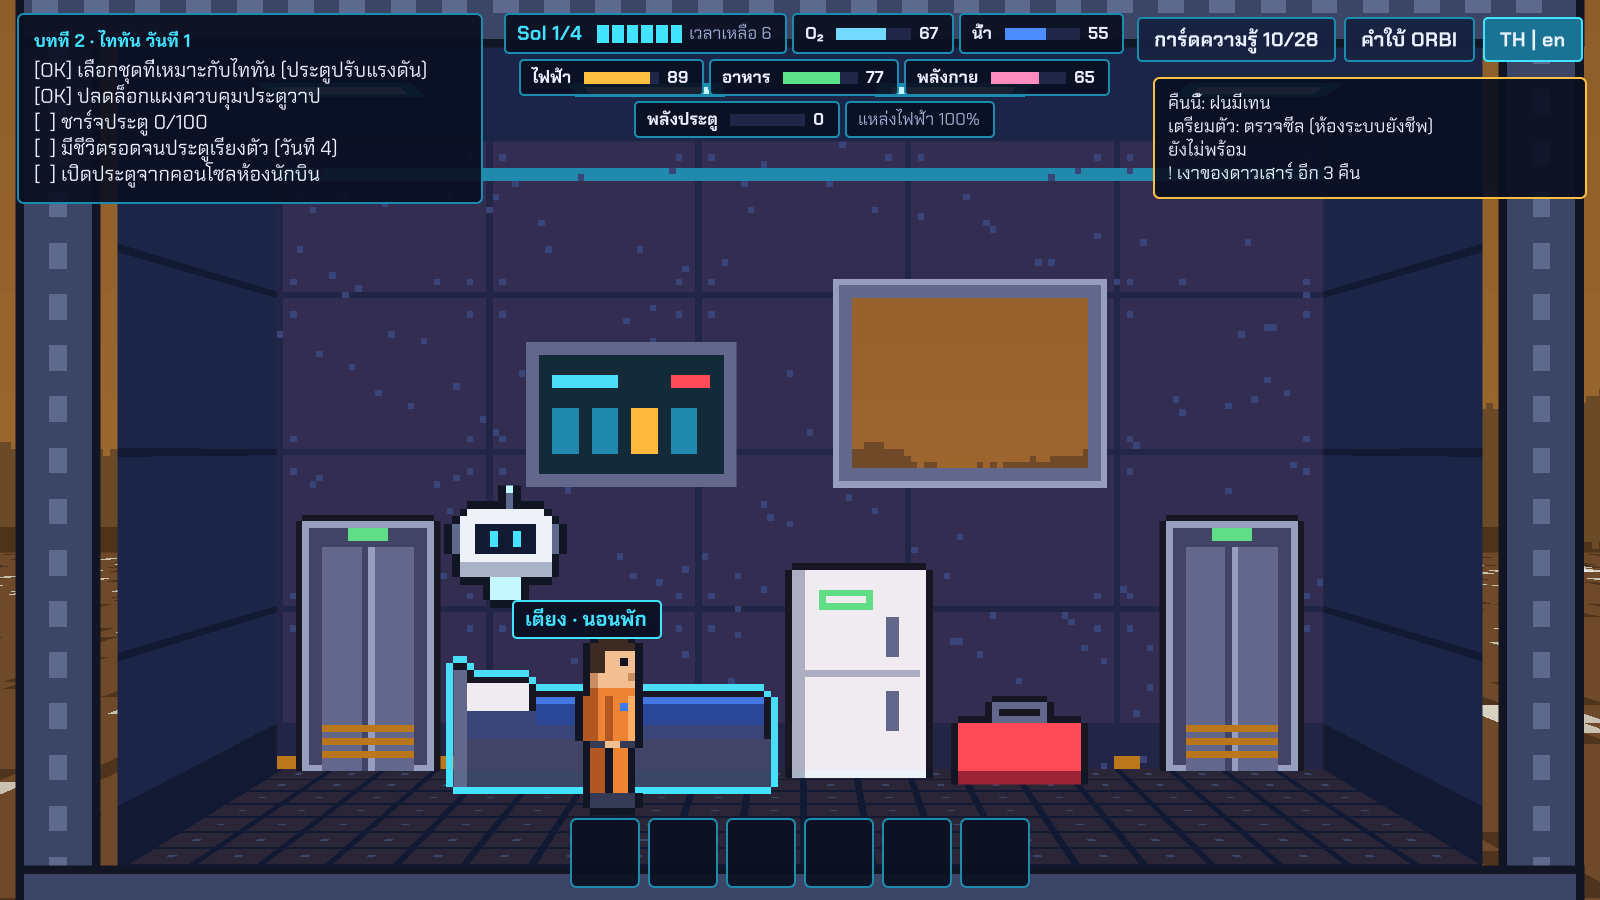 บทที่ 2 · ไททัน วันที่ 1
[OK] เลือกชุดที่เหมาะกับไททัน (ประตูปรับแรงดัน)
[OK] ปลดล็อกแผงควบคุมประตูวาป
[ ] ชาร์จประตู 0/100
[ ] มีชีวิตรอดจนประตูเรียงตัว (วันที่ 4)
[ ] เปิดประตูจากคอนโซลห้องนักบิน
Sol 1/4 เวลาเหลือ 6
O₂ 67
น้ำ 55
ไฟฟ้า 89
อาหาร 77
พลังกาย 65
พลังประตู 0
แหล่งไฟฟ้า 100%
การ์ดความรู้ 10/28
คำใบ้ ORBI
TH | en
คืนนี้: ฝนมีเทน
เตรียมตัว: ตรวจซีล (ห้องระบบยังชีพ)
ยังไม่พร้อม
! เงาของดาวเสาร์ อีก 3 คืน
เตียง · นอนพัก